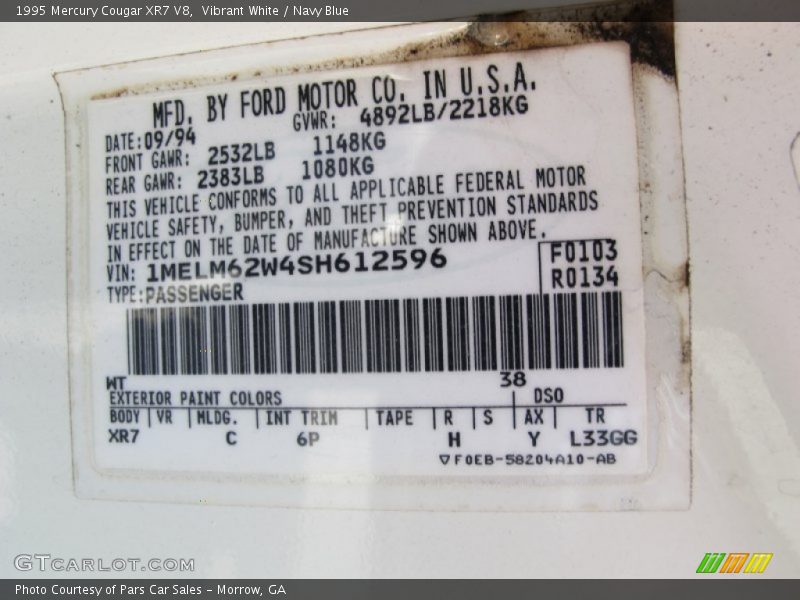 1995 Mercury Cougar XR7 V8,  Vibrant White / Navy Blue
MFD. BY FORD MOTOR CO. IN U.S.A.
DATE: 09/94 GVWR: 4892LB/2218KG
FRONT GAWR: 2532LB 1148KG
REAR GAWR: 2383LB 1080KG
THIS VEHICLE CONFORMS TO ALL APPLICABLE FEDERAL MOTOR
VEHICLE SAFETY, BUMPER, AND THEFT PREVENTION STANDARDS
IN EFFECT ON THE DATE OF MANUFACTURE SHOWN ABOVE.
VIN: 1MELM62W4SH612596 F0103
TYPE: PASSENGER R0134
WT 38
EXTERIOR PAINT COLORS DSO
BODY VR MLDG. INT TRIM TAPE R S AX TR
XR7 C 6P H Y L33GG
▽F0EB-58204A10-AB
GTCarLot.com
Photo Courtesy of Pars Car Sales - Morrow, GA